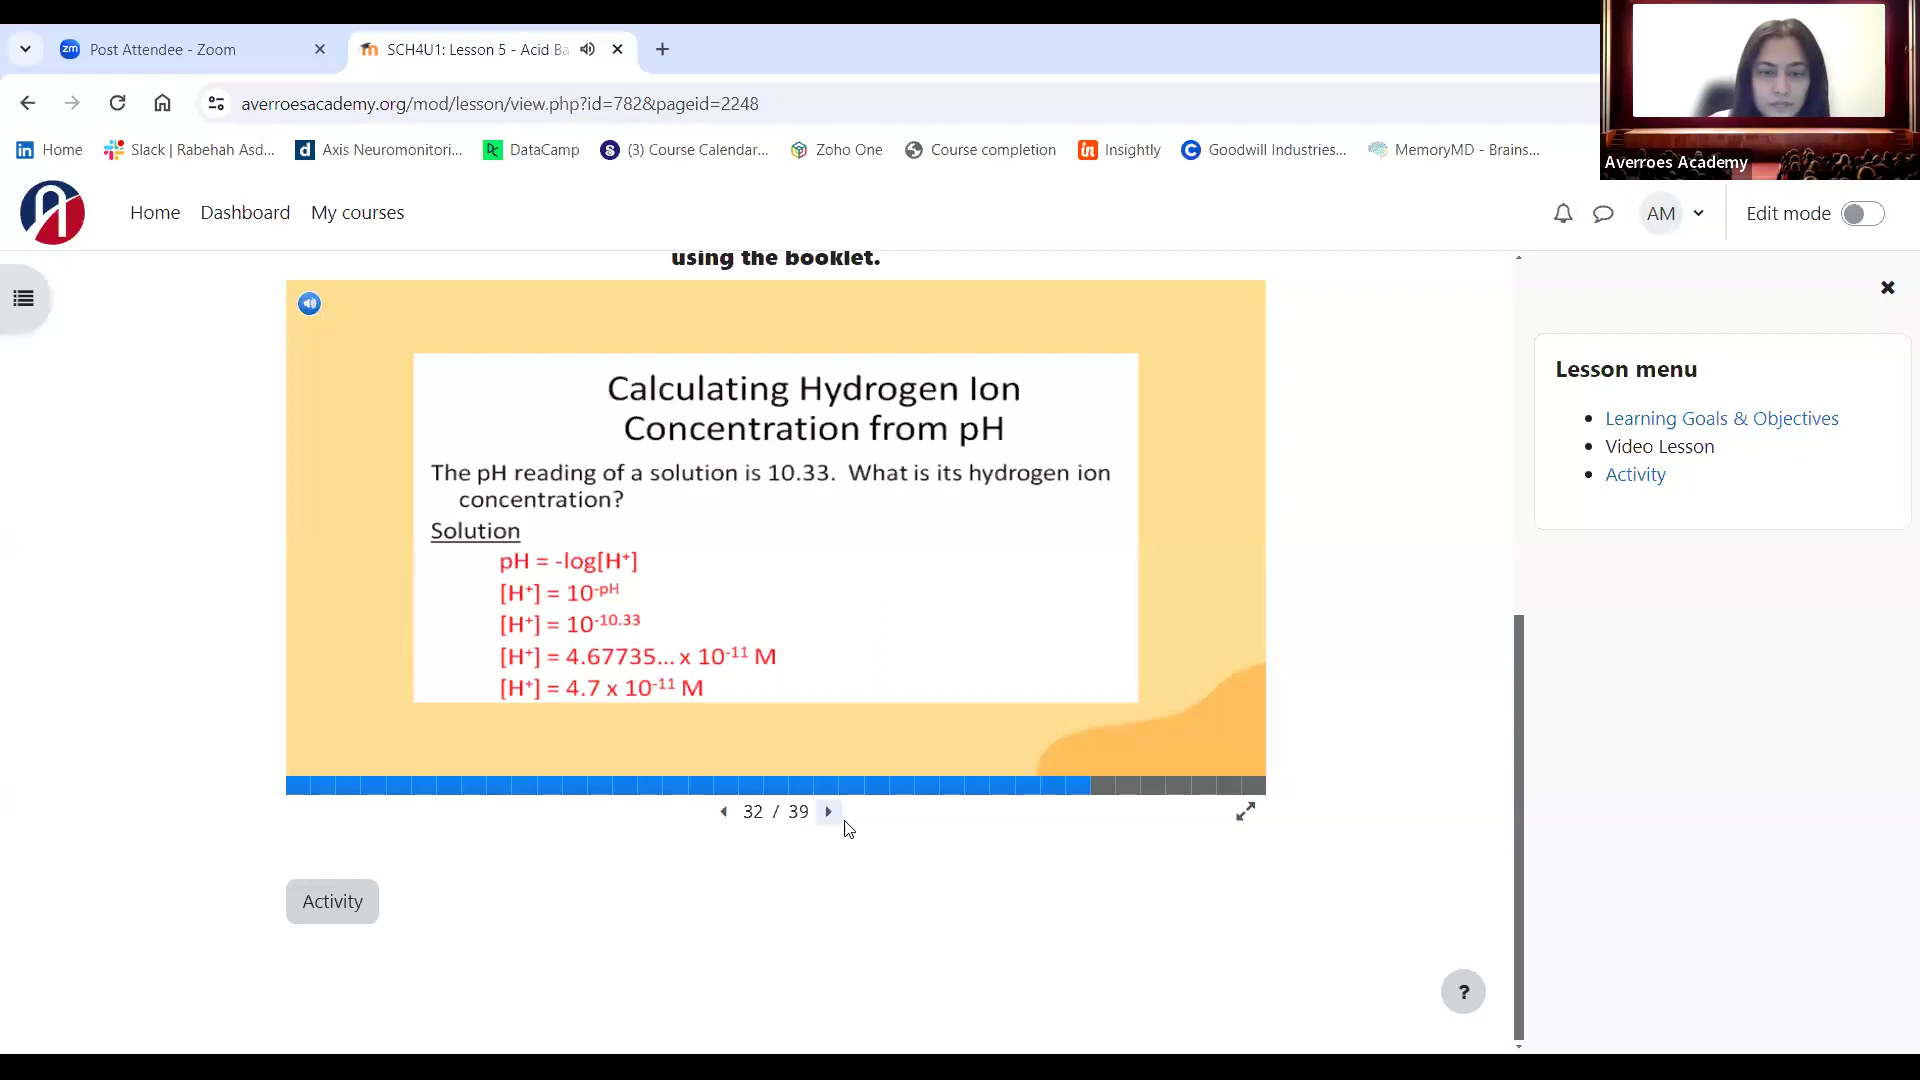 Post Attendee - Zoom
SCH4U1: Lesson 5 - Acid Ba
averroesacademy.org/mod/lesson/view.php?id=782&pageid=2248
Home
Slack | Rabehah Asd...
Axis Neuromonitori...
DataCamp
(3) Course Calendar...
Zoho One
Course completion
Insightly
Goodwill Industries...
MemoryMD - Brains...
Averroes Academy
Home
Dashboard
My courses
AM
Edit mode
using the booklet.
Calculating Hydrogen Ion
Concentration from pH
The pH reading of a solution is 10.33. What is its hydrogen ion
concentration?
Solution
pH = -log[H⁺]
[H⁺] = 10⁻ᵖᴴ
[H⁺] = 10⁻¹⁰·³³
[H⁺] = 4.67735... x 10⁻¹¹ M
[H⁺] = 4.7 x 10⁻¹¹ M
32 / 39
Activity
?
Lesson menu
Learning Goals & Objectives
Video Lesson
Activity